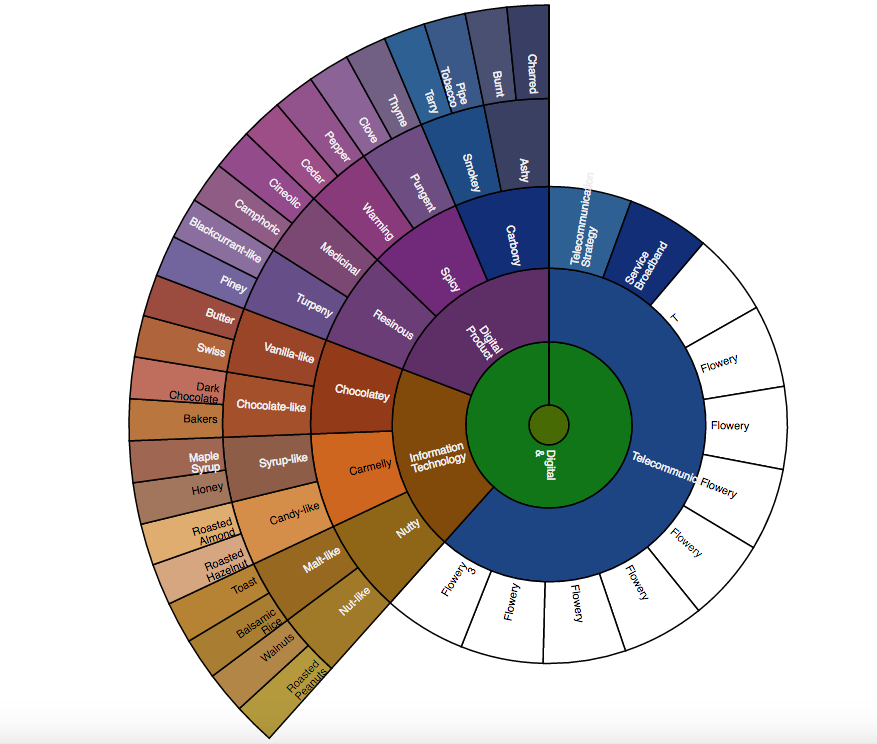 Charred
Burnt
Pipe
Tobacco
Tarry
Thyme
Clove
Pepper
Cedar
Cineolic
Camphoric
Blackcurrant-like
Piney
Butter
Swiss
Dark
Chocolate
Bakers
Maple
Syrup
Honey
Roasted
Almond
Roasted
Hazelnut
Toast
Balsamic
Rice
Walnuts
Roasted
Peanuts
Ashy
Smokey
Pungent
Warming
Medicinal
Turpeny
Vanilla-like
Chocolate-like
Syrup-like
Candy-like
Malt-like
Nut-like
Carbony
Spicy
Resinous
Chocolatey
Carmelly
Nutty
Digital
Product
Information
Technology
Digital
&
Telecommunic
Telecommunication
Strategy
Service
Broadband
T
Flowery
Flowery
Flowery
Flowery
Flowery
Flowery
Flowery
Flowery
3